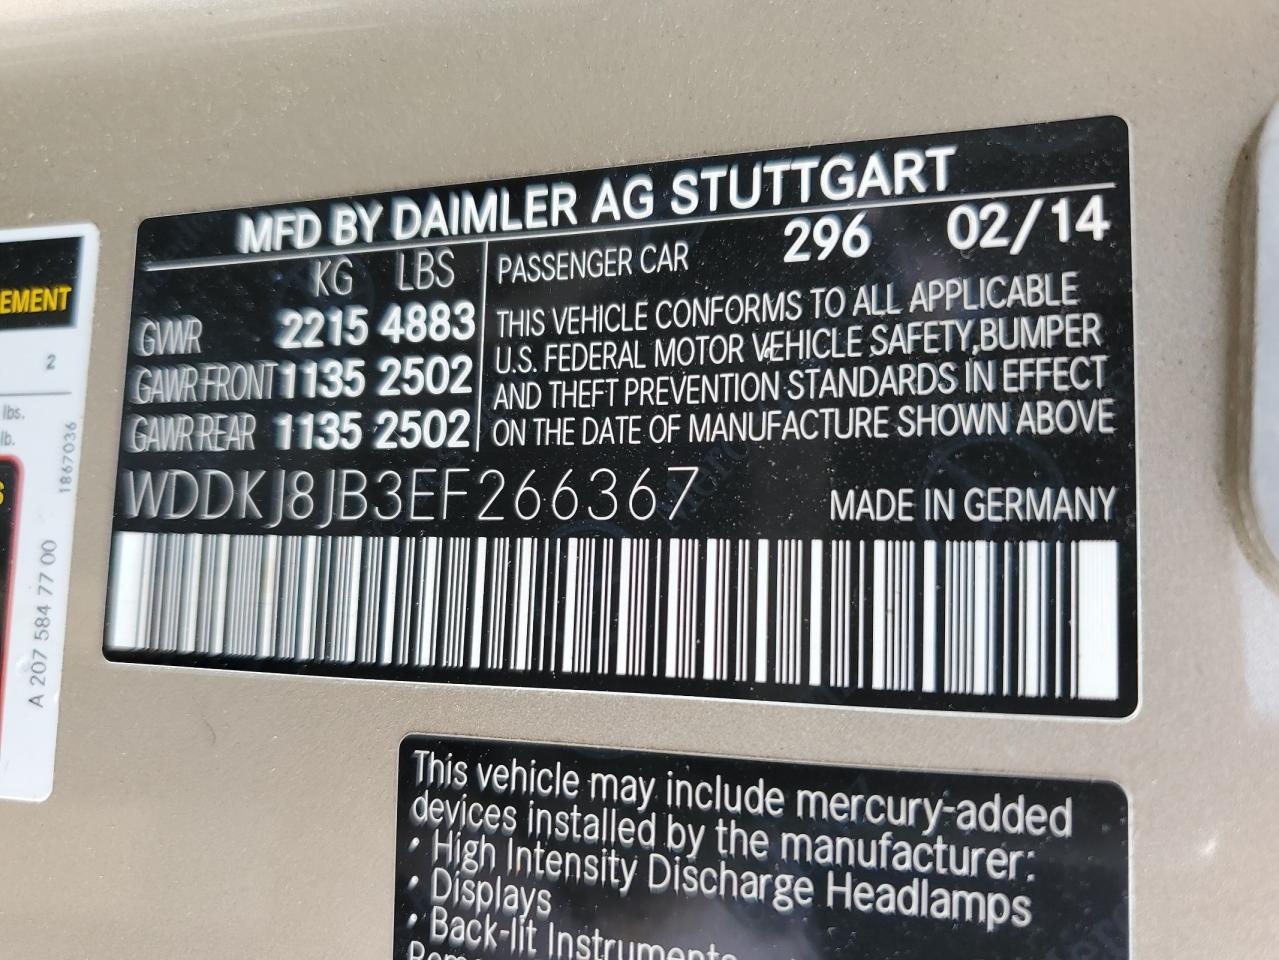 MFD BY DAIMLER AG STUTTGART
KG LBS
PASSENGER CAR 296 02/14
GVWR 2215 4883
GAWR FRONT 1135 2502
GAWR REAR 1135 2502
THIS VEHICLE CONFORMS TO ALL APPLICABLE
U.S. FEDERAL MOTOR VEHICLE SAFETY,BUMPER
AND THEFT PREVENTION STANDARDS IN EFFECT
ON THE DATE OF MANUFACTURE SHOWN ABOVE
WDDKJ8JB3EF266367
MADE IN GERMANY
EMENT
2
lbs.
lb.
1867036
A 207 584 77 00
This vehicle may include mercury-added
devices installed by the manufacturer:
• High Intensity Discharge Headlamps
• Displays
• Back-lit Instruments